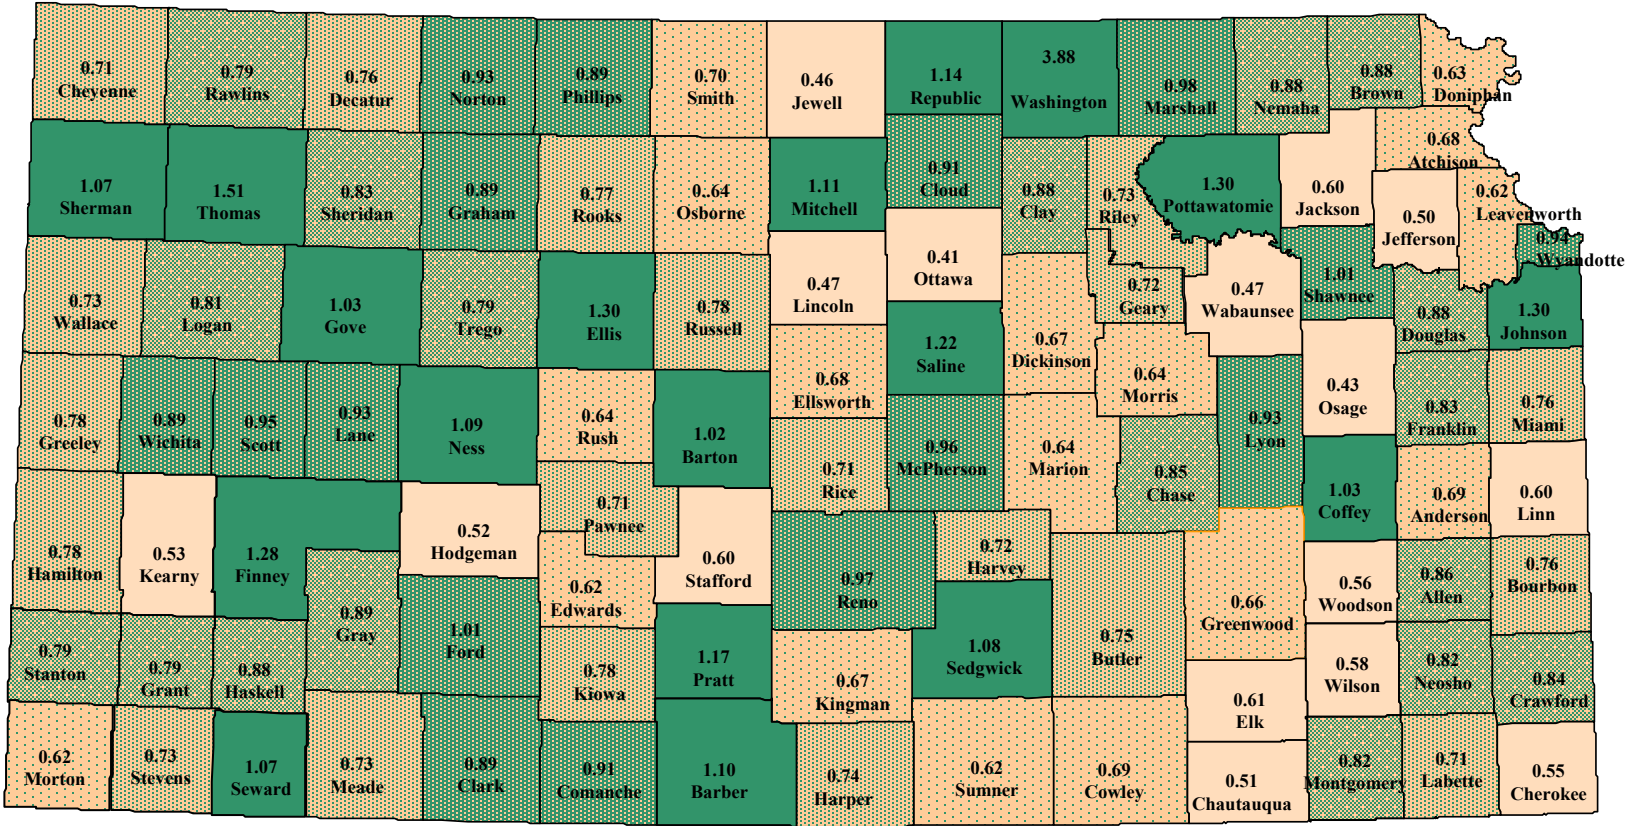 0.71
Cheyenne
0.79
Rawlins
0.76
Decatur
0.93
Norton
0.89
Phillips
0.70
Smith
0.46
Jewell
1.14
Republic
3.88
Washington
0.98
Marshall
0.88
Nemaha
0.88
Brown
0.63
Doniphan
1.07
Sherman
1.51
Thomas
0.83
Sheridan
0.89
Graham
0.77
Rooks
0..64
Osborne
1.11
Mitchell
0.91
Cloud
0.88
Clay
0.73
Riley
1.30
Pottawatomie
0.60
Jackson
0.68
Atchison
0.50
Jefferson
0.62
Leavenworth
0.94
Wyandotte
0.73
Wallace
0.81
Logan
1.03
Gove
0.79
Trego
1.30
Ellis
0.78
Russell
0.47
Lincoln
0.41
Ottawa
1.22
Saline
0.67
Dickinson
0.72
Geary
0.47
Wabaunsee
1.01
Shawnee
0.88
Douglas
1.30
Johnson
0.78
Greeley
0.89
Wichita
0.95
Scott
0.93
Lane
1.09
Ness
0.64
Rush
1.02
Barton
0.68
Ellsworth
0.71
Rice
0.96
McPherson
0.64
Marion
0.64
Morris
0.85
Chase
0.93
Lyon
0.43
Osage
0.83
Franklin
0.76
Miami
0.78
Hamilton
0.53
Kearny
1.28
Finney
0.52
Hodgeman
0.71
Pawnee
0.62
Edwards
0.60
Stafford
0.97
Reno
0.72
Harvey
1.08
Sedgwick
0.75
Butler
0.66
Greenwood
1.03
Coffey
0.69
Anderson
0.60
Linn
0.56
Woodson
0.86
Allen
0.76
Bourbon
0.79
Stanton
0.79
Grant
0.88
Haskell
0.89
Gray
1.01
Ford
0.78
Kiowa
1.17
Pratt
0.67
Kingman
0.61
Elk
0.58
Wilson
0.82
Neosho
0.84
Crawford
0.62
Morton
0.73
Stevens
1.07
Seward
0.73
Meade
0.89
Clark
0.91
Comanche
1.10
Barber
0.74
Harper
0.62
Sumner
0.69
Cowley
0.51
Chautauqua
0.82
Montgomery
0.71
Labette
0.55
Cherokee